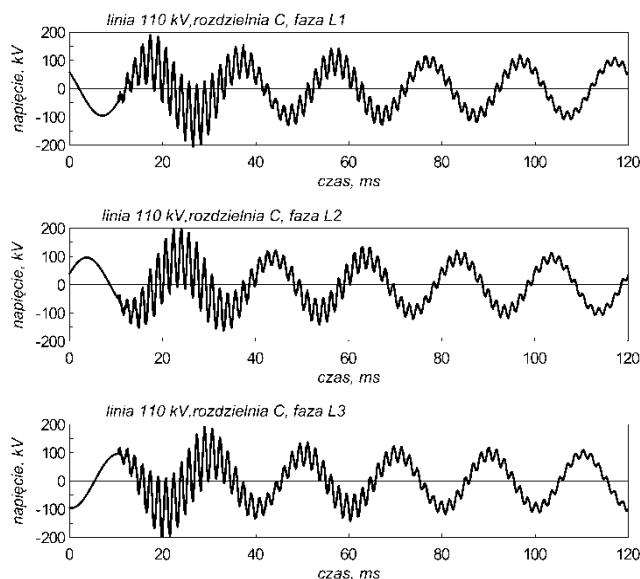 linia 110 kV,rozdzielnia C, faza L1
napięcie, kV
200
100
0
-100
-200
0 20 40 60 80 100 120
czas, ms
linia 110 kV,rozdzielnia C, faza L2
napięcie, kV
200
100
0
-100
-200
0 20 40 60 80 100 120
czas, ms
linia 110 kV,rozdzielnia C, faza L3
napięcie, kV
200
100
0
-100
-200
0 20 40 60 80 100 120
czas, ms